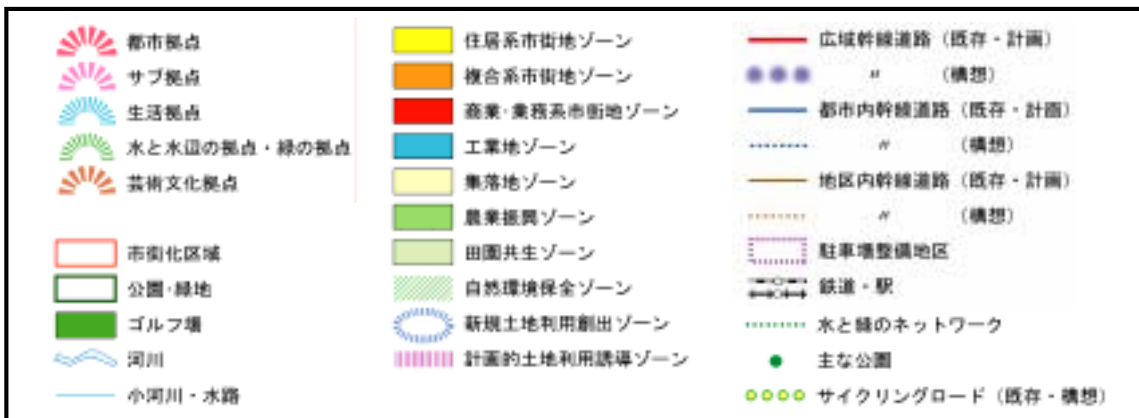 都市拠点
サブ拠点
生活拠点
水と水辺の拠点・緑の拠点
芸術文化拠点
市街化区域
公園・緑地
ゴルフ場
河川
小河川・水路
住居系市街地ゾーン
複合系市街地ゾーン
商業・業務系市街地ゾーン
工業地ゾーン
集落地ゾーン
農業振興ゾーン
田園共生ゾーン
自然環境保全ゾーン
新規土地利用創出ゾーン
計画的土地利用誘導ゾーン
広域幹線道路（既存・計画）
〃　（構想）
都市内幹線道路（既存・計画）
〃　（構想）
地区内幹線道路（既存・計画）
〃　（構想）
駐車場整備地区
鉄道・駅
水と緑のネットワーク
主な公園
サイクリングロード（既存・構想）